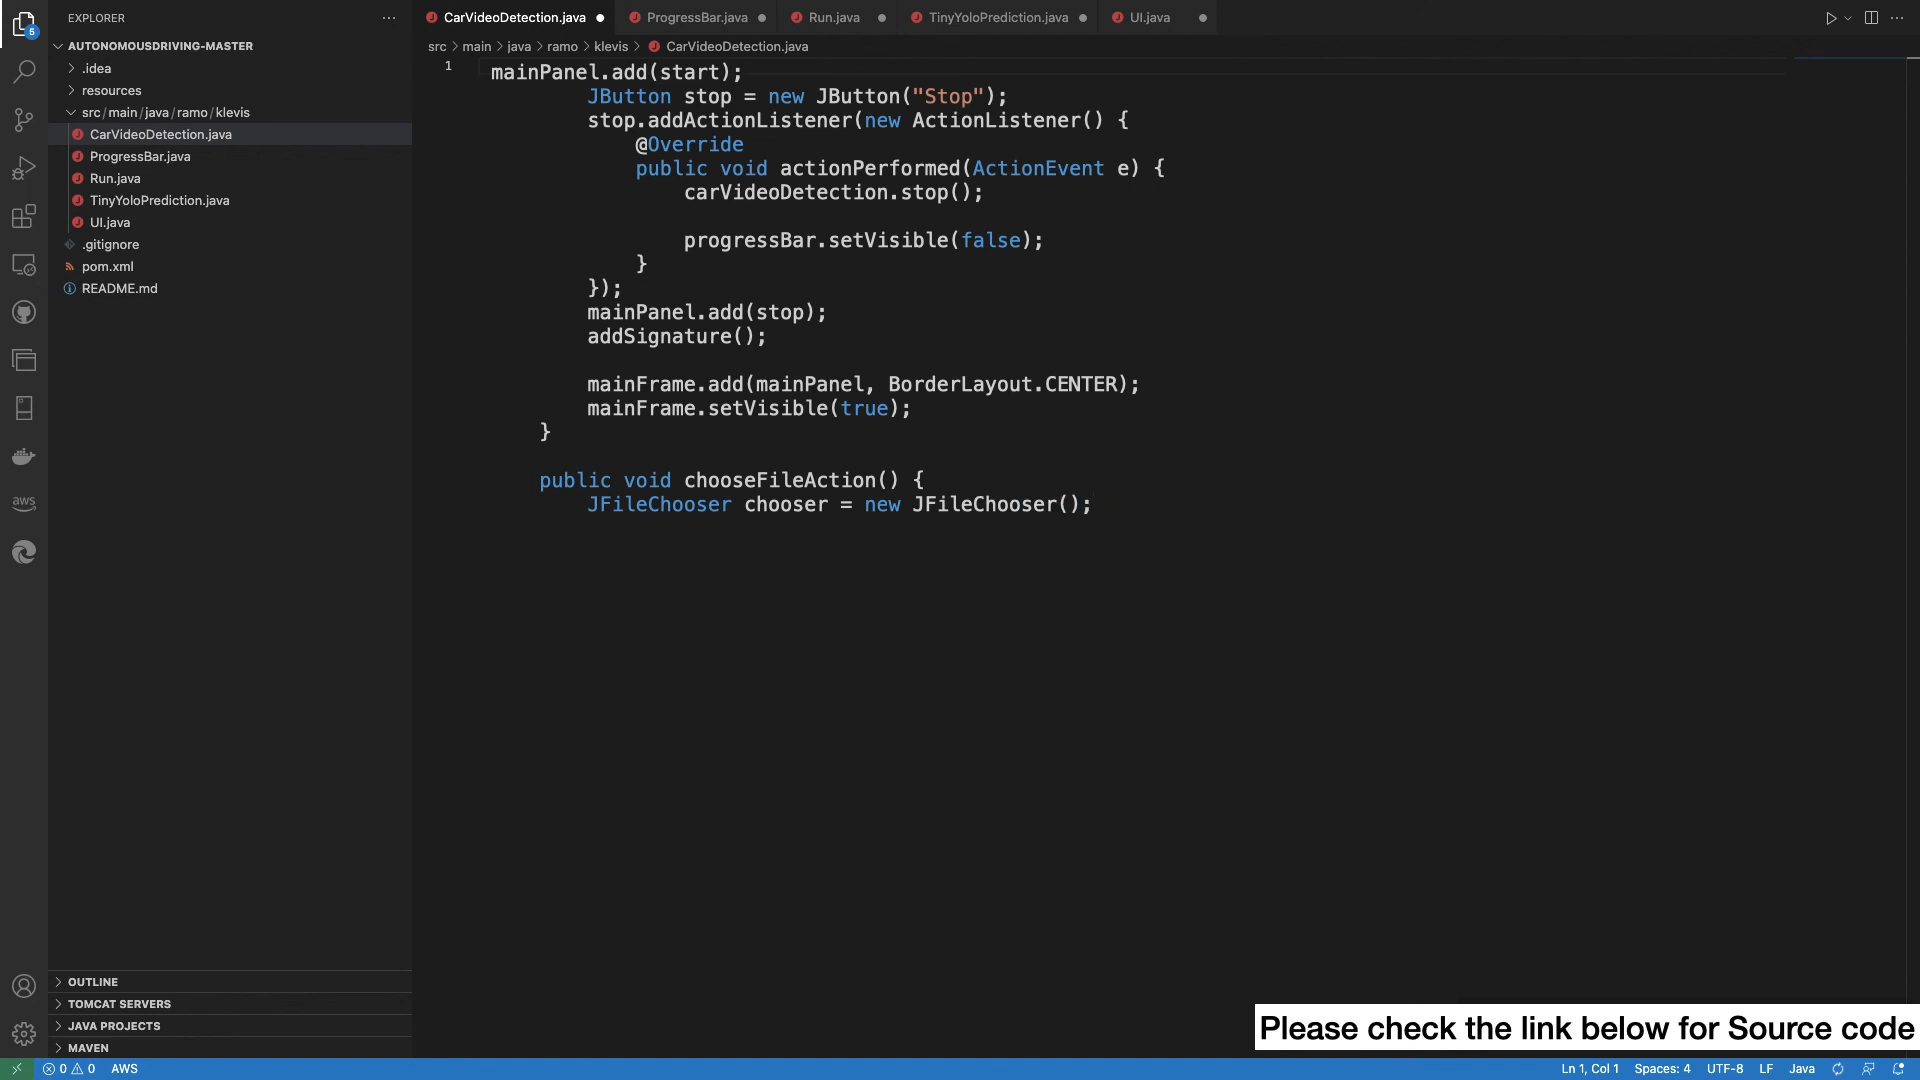 EXPLORER
CarVideoDetection.java
ProgressBar.java
Run.java
TinyYoloPrediction.java
UI.java
AUTONOMOUSDRIVING-MASTER
src > main > java > ramo > klevis > CarVideoDetection.java
.idea
resources
src/main/java/ramo/klevis
CarVideoDetection.java
ProgressBar.java
Run.java
TinyYoloPrediction.java
UI.java
.gitignore
pom.xml
README.md
5
aws
1
mainPanel.add(start);
JButton stop = new JButton("Stop");
stop.addActionListener(new ActionListener() {
@Override
public void actionPerformed(ActionEvent e) {
carVideoDetection.stop();
progressBar.setVisible(false);
}
});
mainPanel.add(stop);
addSignature();
mainFrame.add(mainPanel, BorderLayout.CENTER);
mainFrame.setVisible(true);
}
public void chooseFileAction() {
JFileChooser chooser = new JFileChooser();
OUTLINE
TOMCAT SERVERS
JAVA PROJECTS
MAVEN
Please check the link below for Source code
0 0 AWS
Ln 1, Col 1 Spaces: 4 UTF-8 LF Java